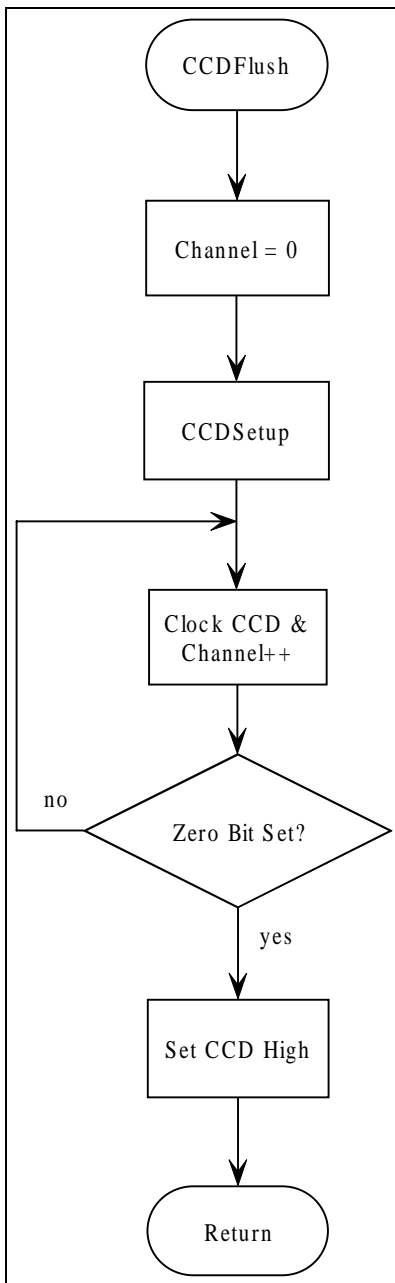 CCDFlush
Channel = 0
CCDSetup
Clock CCD &
Channel++
no
Zero Bit Set?
yes
Set CCD High
Return